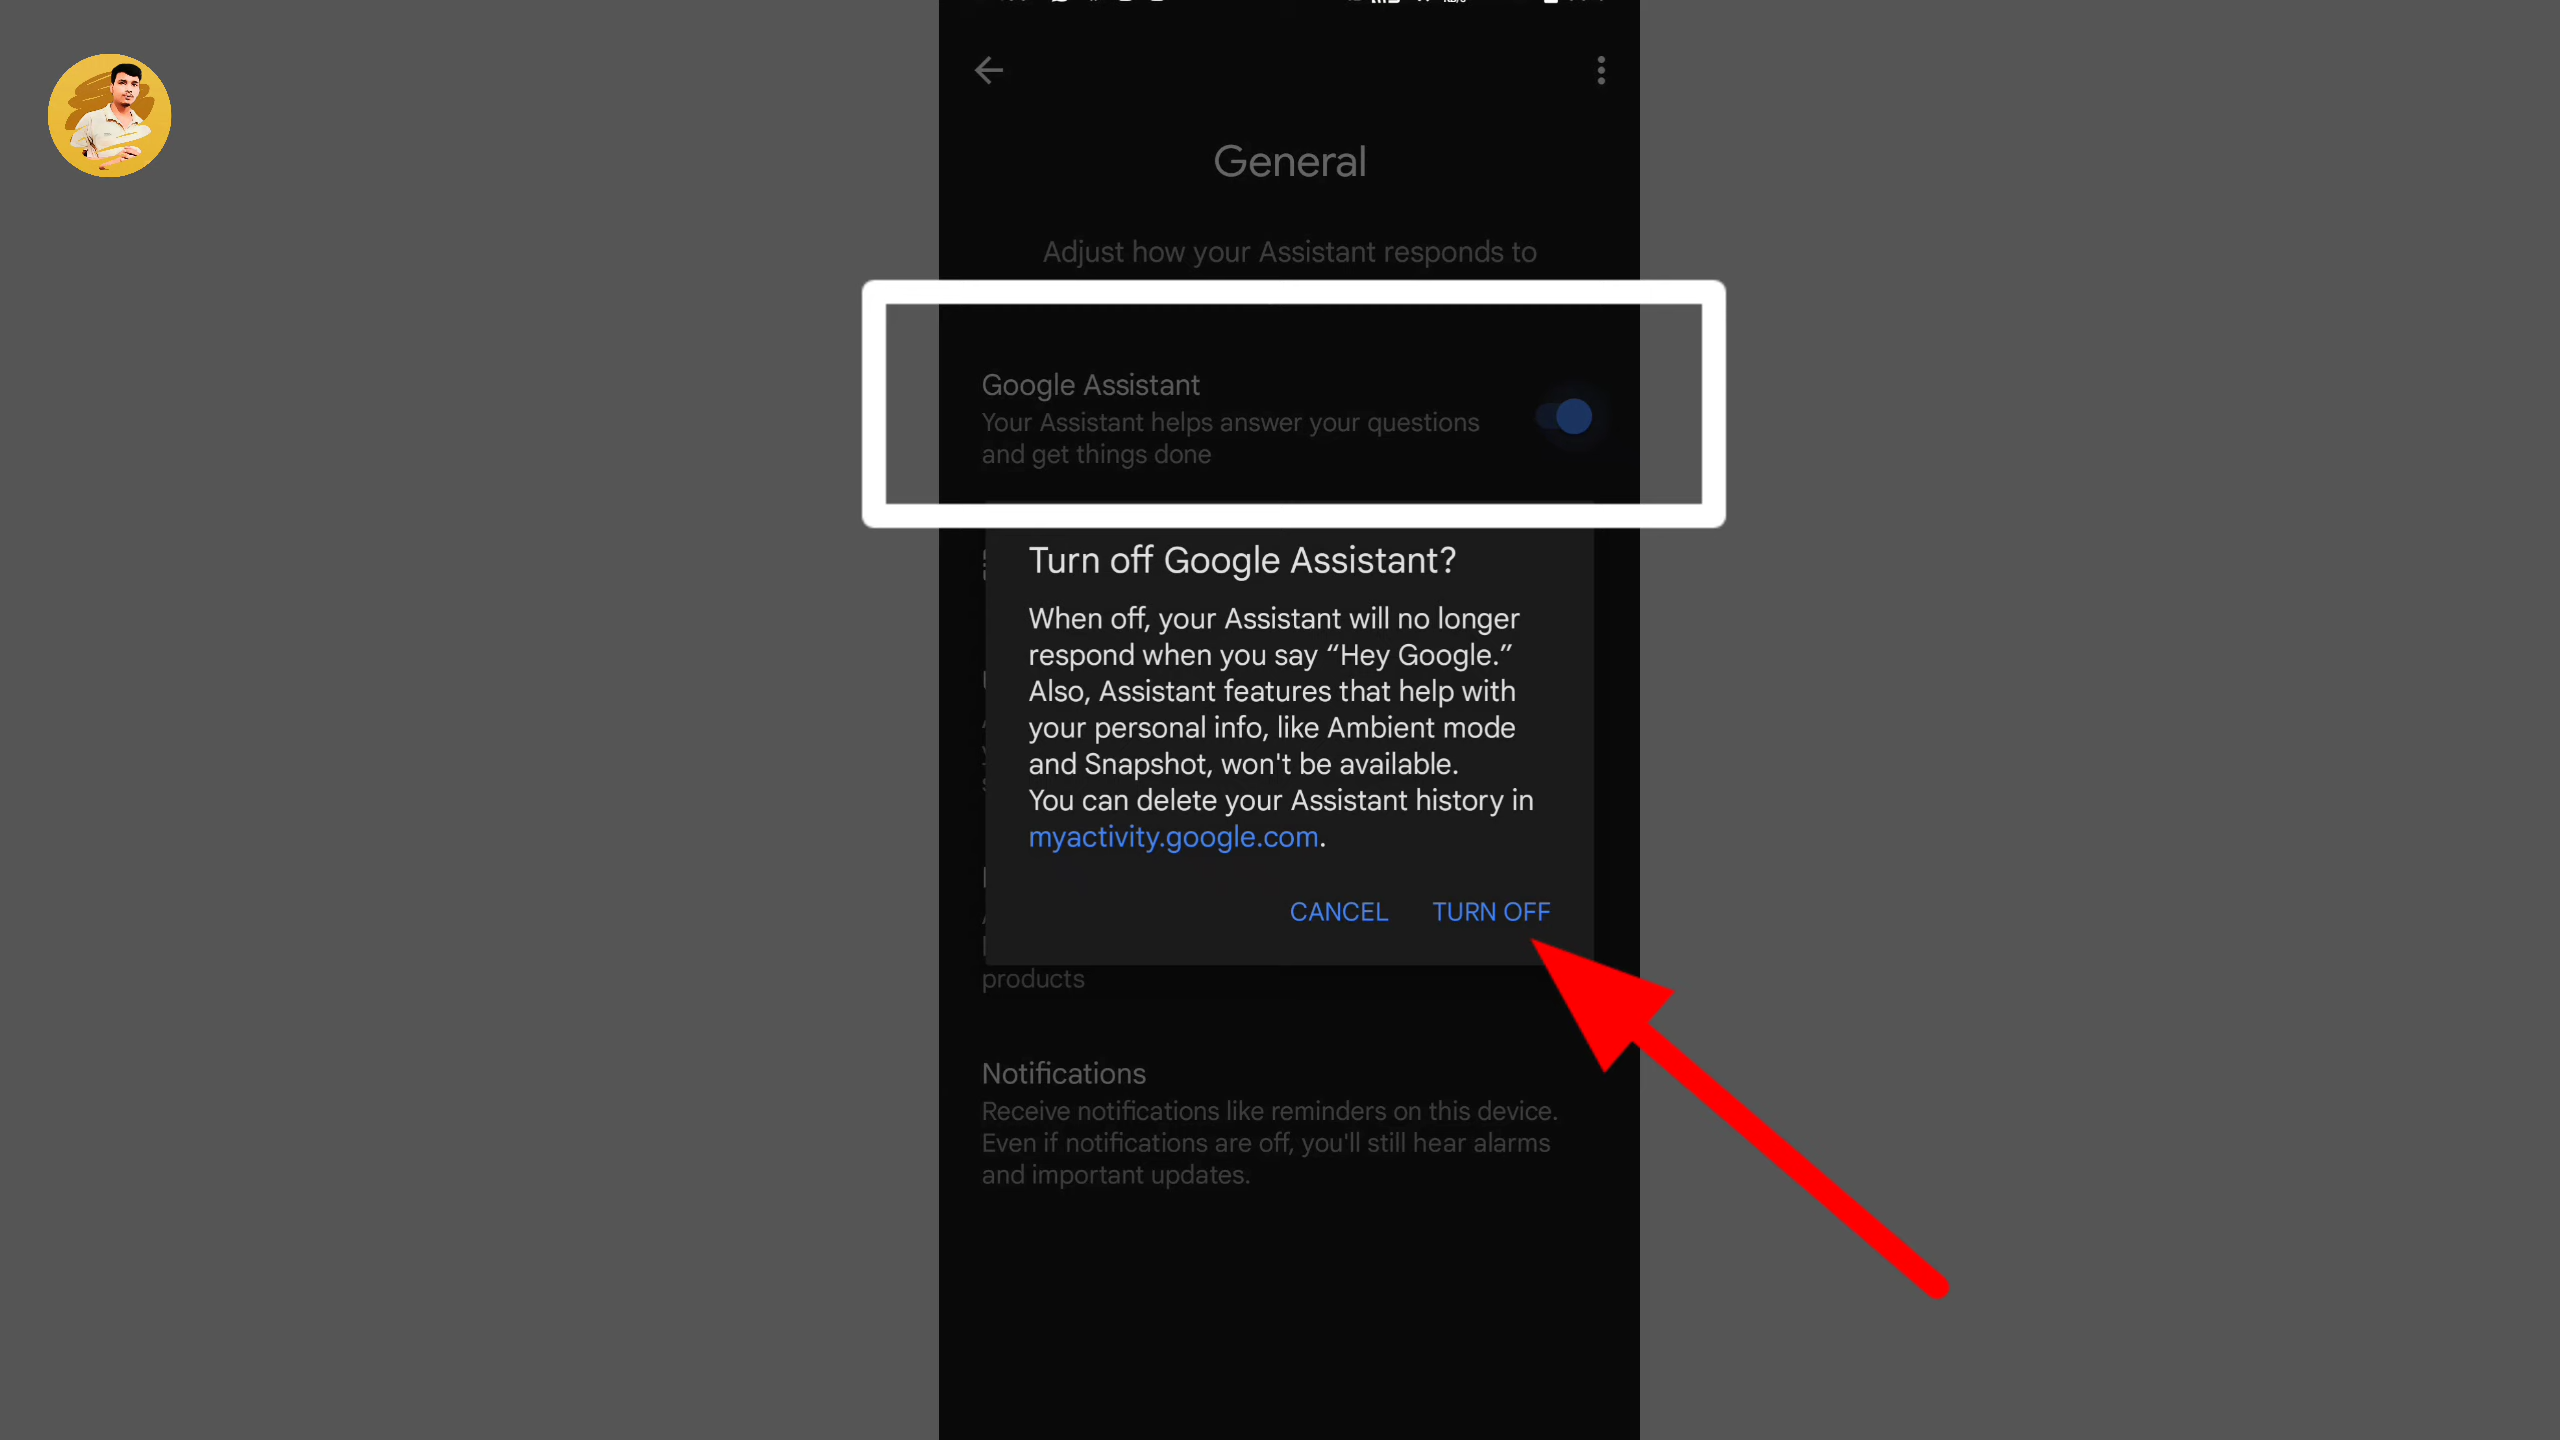 General
Adjust how your Assistant responds to
Google Assistant
Your Assistant helps answer your questions
and get things done
Turn off Google Assistant?
When off, your Assistant will no longer
respond when you say “Hey Google.”
Also, Assistant features that help with
your personal info, like Ambient mode
and Snapshot, won't be available.
You can delete your Assistant history in
myactivity.google.com.
CANCEL TURN OFF
products
Notifications
Receive notifications like reminders on this device.
Even if notifications are off, you'll still hear alarms
and important updates.